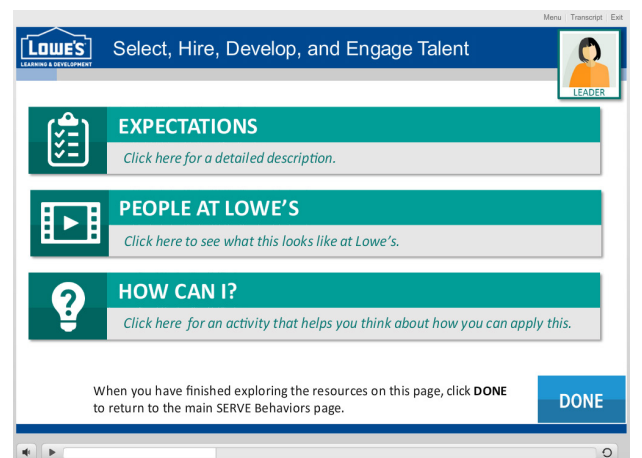 Menu Transcript Exit
LOWE'S
LEARNING & DEVELOPMENT
Select, Hire, Develop, and Engage Talent
LEADER
EXPECTATIONS
Click here for a detailed description.
PEOPLE AT LOWE'S
Click here to see what this looks like at Lowe's.
HOW CAN I?
Click here for an activity that helps you think about how you can apply this.
When you have finished exploring the resources on this page, click DONE
to return to the main SERVE Behaviors page.
DONE